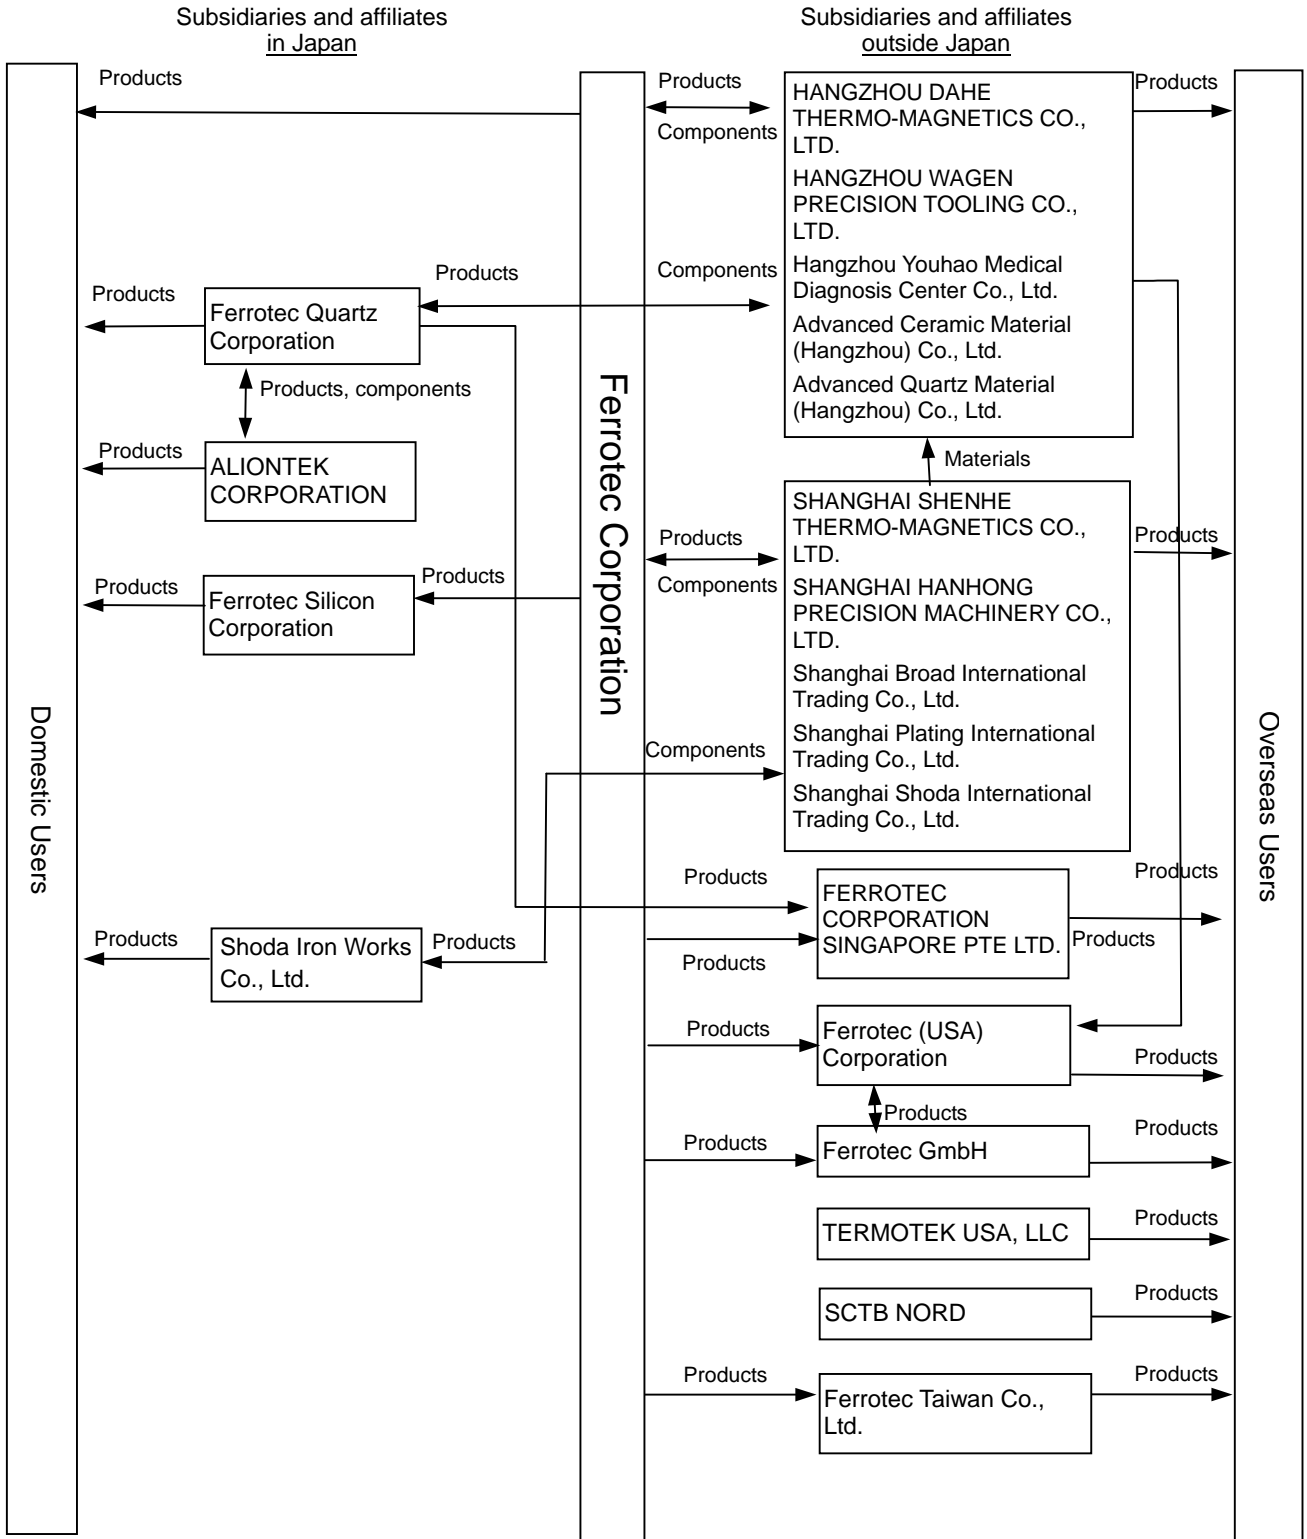 Subsidiaries and affiliates
in Japan
Subsidiaries and affiliates
outside Japan
Products
Products
Components
HANGZHOU DAHE
THERMO-MAGNETICS CO.,
LTD.
HANGZHOU WAGEN
PRECISION TOOLING CO.,
LTD.
Hangzhou Youhao Medical
Diagnosis Center Co., Ltd.
Advanced Ceramic Material
(Hangzhou) Co., Ltd.
Advanced Quartz Material
(Hangzhou) Co., Ltd.
Products
Products
Ferrotec Quartz
Corporation
Products
Components
Products, components
Products
ALIONTEK
CORPORATION
Materials
Ferrotec Corporation
Products
Components
SHANGHAI SHENHE
THERMO-MAGNETICS CO.,
LTD.
SHANGHAI HANHONG
PRECISION MACHINERY CO.,
LTD.
Shanghai Broad International
Trading Co., Ltd.
Shanghai Plating International
Trading Co., Ltd.
Shanghai Shoda International
Trading Co., Ltd.
Products
Products
Ferrotec Silicon
Corporation
Products
Domestic Users
Overseas Users
Components
Products
FERROTEC
CORPORATION
SINGAPORE PTE LTD.
Products
Products
Products
Shoda Iron Works
Co., Ltd.
Products
Products
Products
Ferrotec (USA)
Corporation
Products
Products
Products
Ferrotec GmbH
Products
TERMOTEK USA, LLC
Products
SCTB NORD
Products
Products
Ferrotec Taiwan Co.,
Ltd.
Products